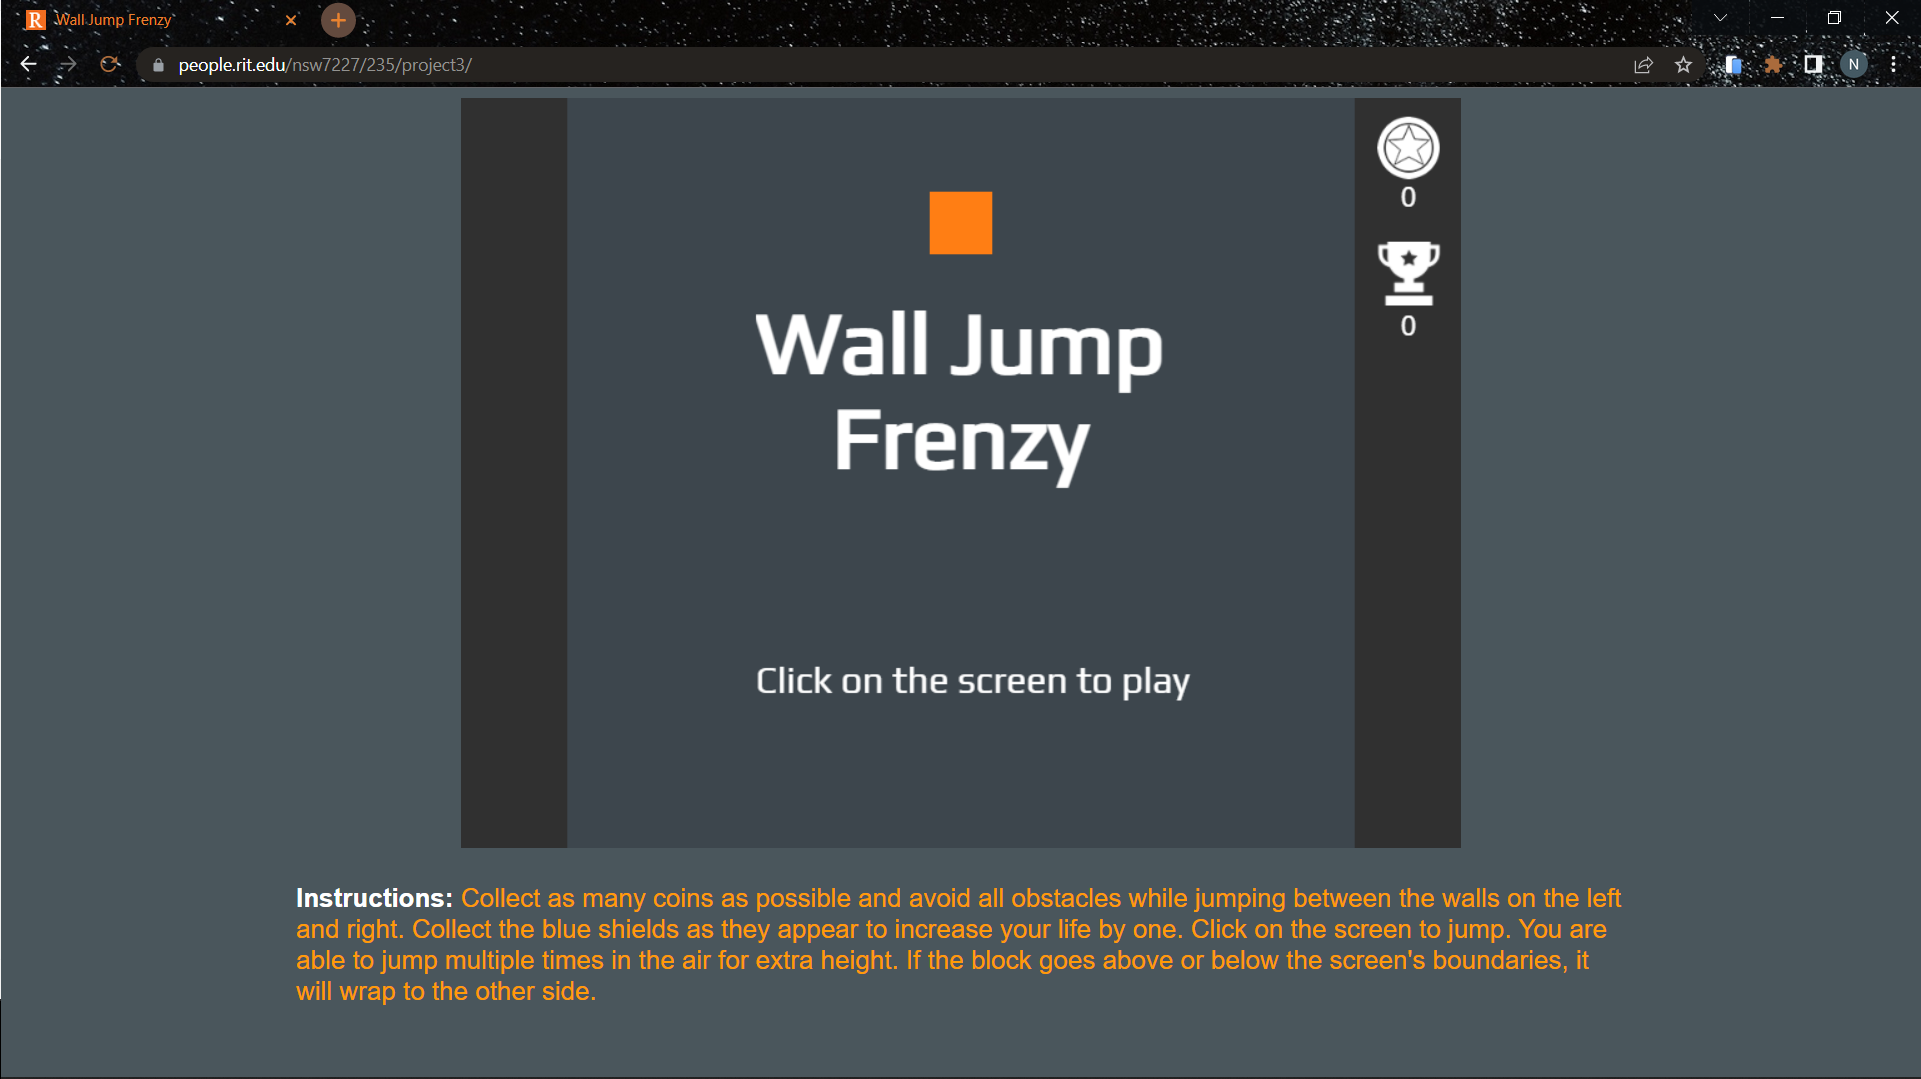 R Wall Jump Frenzy
people.rit.edu/nsw7227/235/project3/
N
0
0
Wall Jump
Frenzy
Click on the screen to play
Instructions: Collect as many coins as possible and avoid all obstacles while jumping between the walls on the left
and right. Collect the blue shields as they appear to increase your life by one. Click on the screen to jump. You are
able to jump multiple times in the air for extra height. If the block goes above or below the screen's boundaries, it
will wrap to the other side.